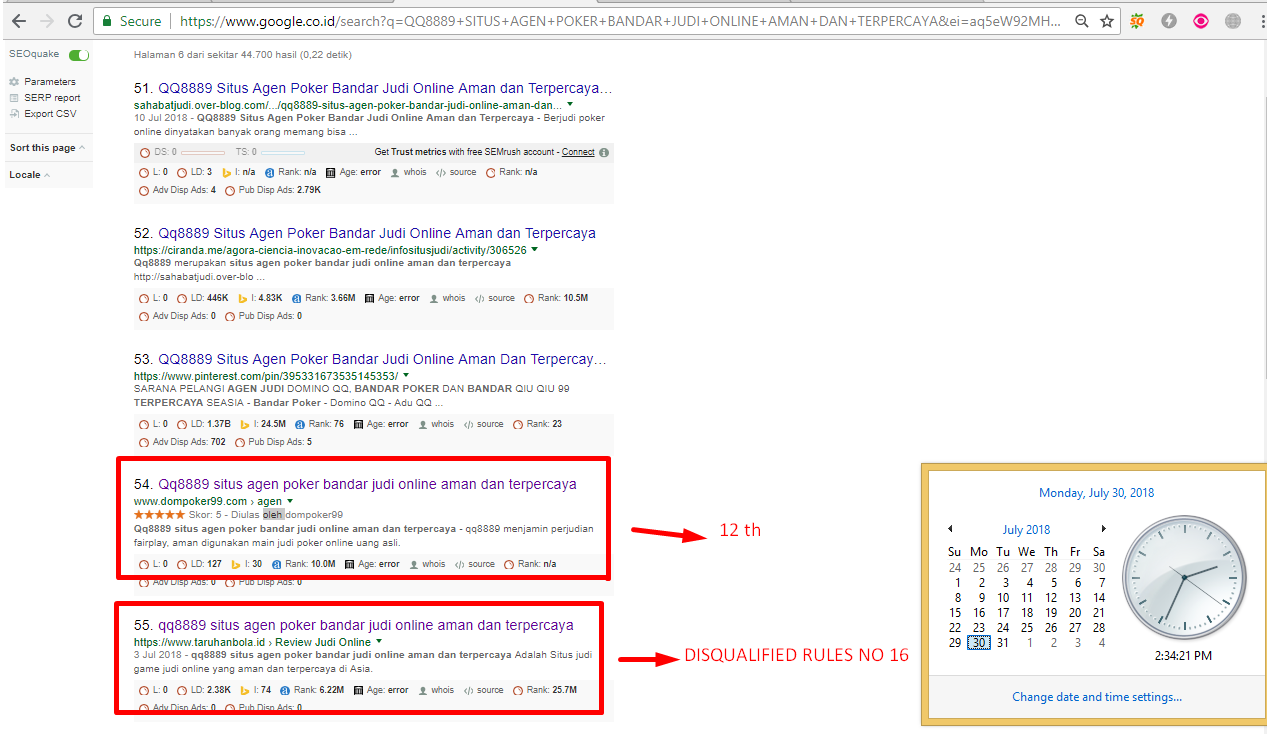 Secure
https://www.google.co.id/search?q=QQ8889+SITUS+AGEN+POKER+BANDAR+JUDI+ONLINE+AMAN+DAN+TERPERCAYA&ei=aq5eW92MH...
SEOquake
Parameters
SERP report
Export CSV
Sort this page
Locale
Halaman 6 dari sekitar 44.700 hasil (0,22 detik)
51. QQ8889 Situs Agen Poker Bandar Judi Online Aman dan Terpercaya...
sahabatjudi.over-blog.com/.../qq8889-situs-agen-poker-bandar-judi-online-aman-dan...
10 Jul 2018 - QQ8889 Situs Agen Poker Bandar Judi Online Aman dan Terpercaya - Berjudi poker
online dinyatakan banyak orang memang bisa ...
DS: 0 TS: 0 Get Trust metrics with free SEMrush account - Connect
L: 0 LD: 3 I: n/a Rank: n/a Age: error whois source Rank: n/a
Adv Disp Ads: 4 Pub Disp Ads: 2.79K
52. Qq8889 Situs Agen Poker Bandar Judi Online Aman Dan Terpercaya
https://ciranda.me/agora-ciencia-inovacao-em-rede/infositusjudi/activity/306526
Qq8889 merupakan situs agen poker bandar judi online aman dan terpercaya
http://sahabatjudi.over-blo ...
L: 0 LD: 446K I: 4.83K Rank: 3.66M Age: error whois source Rank: 10.5M
Adv Disp Ads: 0 Pub Disp Ads: 0
53. QQ8889 Situs Agen Poker Bandar Judi Online Aman Dan Terpercay...
https://www.pinterest.com/pin/395331673535145353/
SARANA PELANGI AGEN JUDI DOMINO QQ, BANDAR POKER DAN BANDAR QIU QIU 99
TERPERCAYA SEASIA - Bandar Poker - Domino QQ - Adu QQ ...
L: 0 LD: 1.37B I: 24.5M Rank: 76 Age: error whois source Rank: 23
Adv Disp Ads: 702 Pub Disp Ads: 5
54. Qq8889 situs agen poker bandar judi online aman dan terpercaya
www.dompoker99.com › agen
Skor: 5 - Diulas oleh dompoker99
Qq8889 situs agen poker bandar judi online aman dan terpercaya - qq8889 menjamin perjudian
fairplay, aman digunakan main judi poker online uang asli.
L: 0 LD: 127 I: 30 Rank: 10.0M Age: error whois source Rank: n/a
Adv Disp Ads: 0 Pub Disp Ads: 0
12 th
55. qq8889 situs agen poker bandar judi online aman dan terpercaya
https://www.taruhanbola.id › Review Judi Online
3 Jul 2018 - qq8889 situs agen poker bandar judi online aman dan terpercaya Adalah Situs judi
game judi online yang aman dan terpercaya di Asia.
L: 0 LD: 2.38K I: 74 Rank: 6.22M Age: error whois source Rank: 25.7M
Adv Disp Ads: 0 Pub Disp Ads: 0
DISQUALIFIED RULES NO 16
Monday, July 30, 2018
July 2018
Su Mo Tu We Th Fr Sa
24 25 26 27 28 29 30
1 2 3 4 5 6 7
8 9 10 11 12 13 14
15 16 17 18 19 20 21
22 23 24 25 26 27 28
29 30 31 1 2 3 4
2:34:21 PM
Change date and time settings...